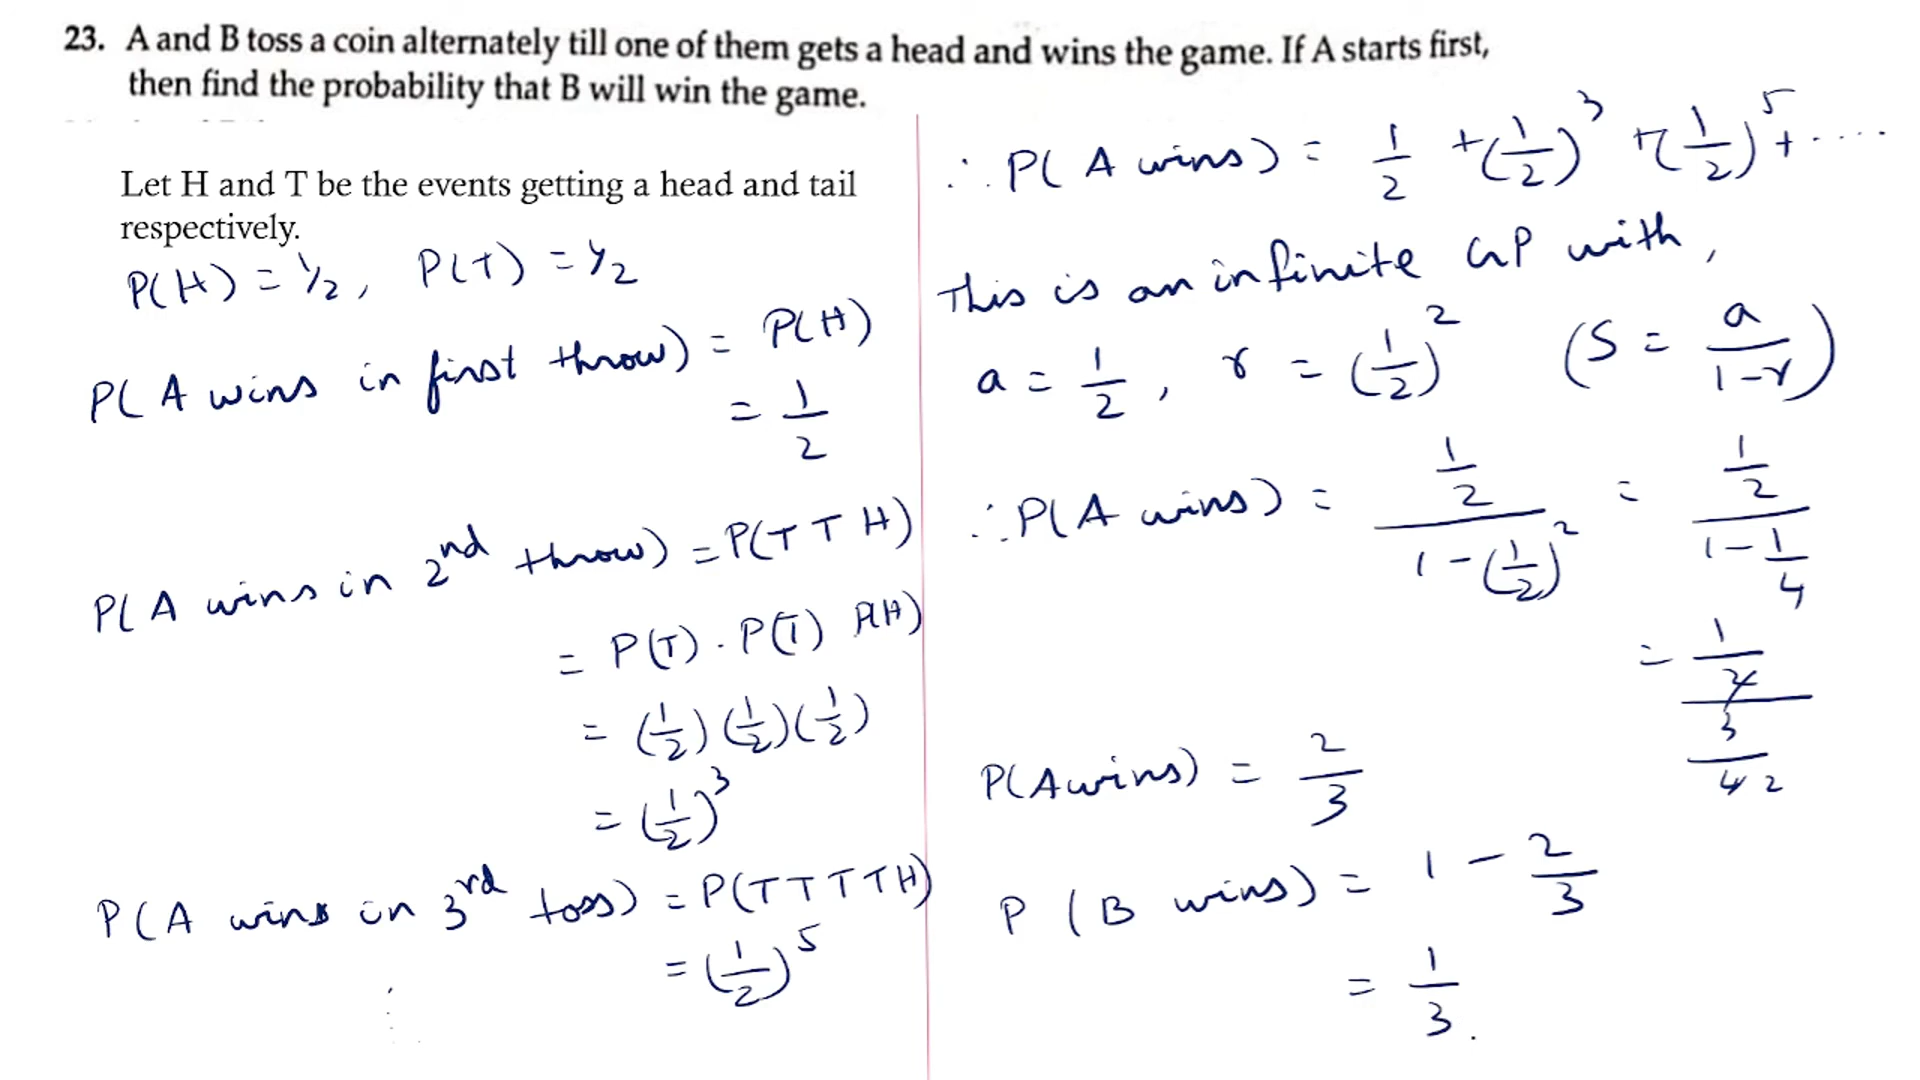 23. A and B toss a coin alternately till one of them gets a head and wins the game. If A starts first,
then find the probability that B will win the game.
Let H and T be the events getting a head and tail
respectively.
P(H) = 1/2, P(T) = 1/2
P(A wins in first throw) = P(H)
= 1/2
P(A wins in 2nd throw) = P(T T H)
= P(T) . P(T) P(H)
= (1/2) (1/2) (1/2)
= (1/2)^3
P(A wins in 3rd toss) = P(T T T T H)
= (1/2)^5
∴ P(A wins) = 1/2 + (1/2)^3 + (1/2)^5 + ....
This is an infinite GP with,
a = 1/2, r = (1/2)^2 (S = a/(1-r))
∴ P(A wins) = (1/2)/(1-(1/2)^2) = (1/2)/(1-1/4)
= (1/2)/(3/4) 2
P(A wins) = 2/3
P(B wins) = 1 - 2/3
= 1/3.